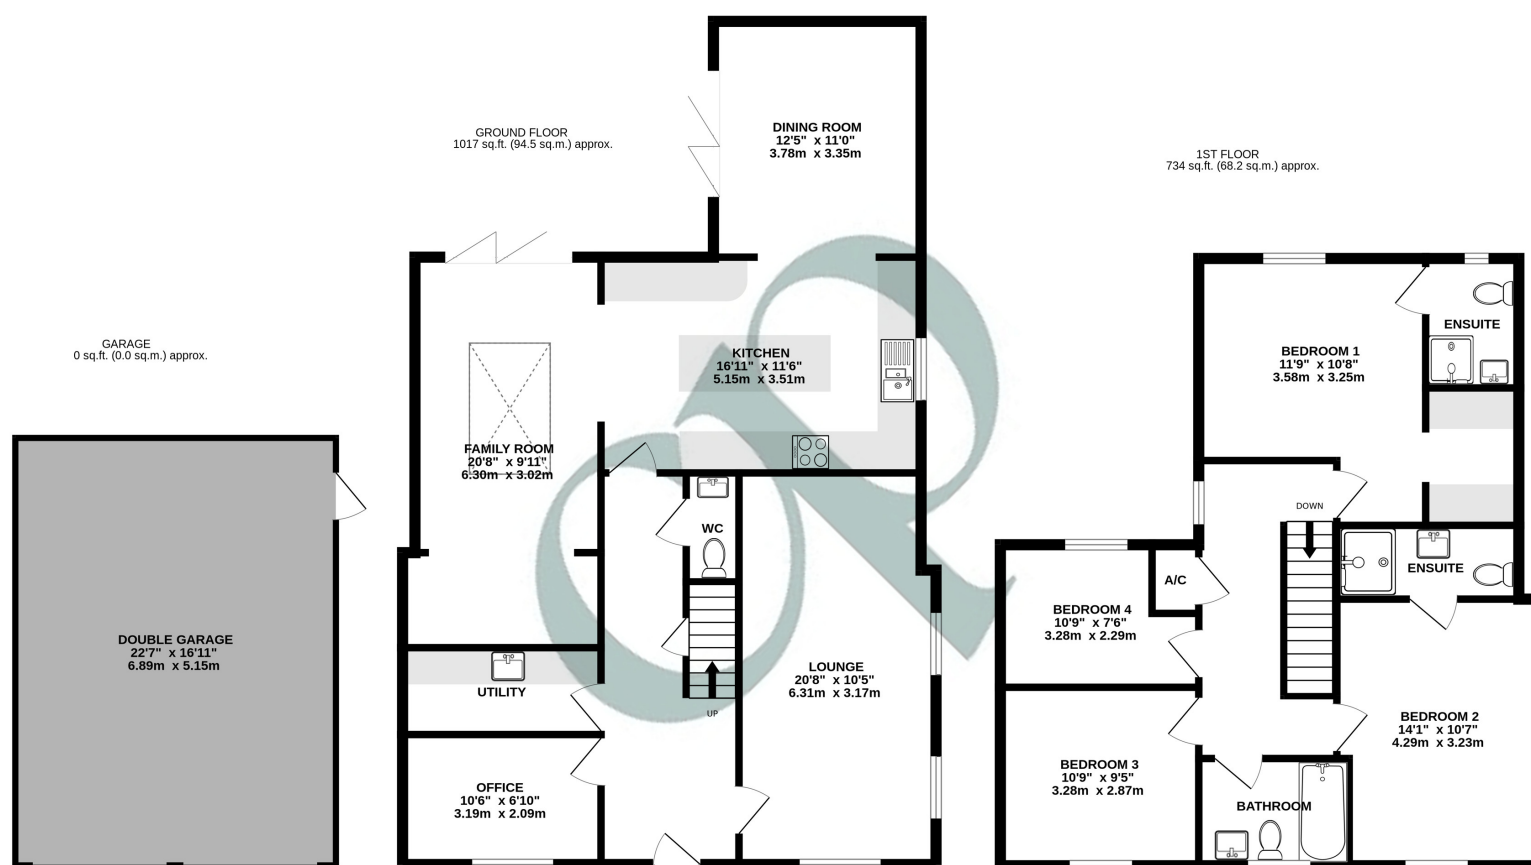 GARAGE
0 sq.ft. (0.0 sq.m.) approx.
DOUBLE GARAGE
22'7" x 16'11"
6.89m x 5.15m
GROUND FLOOR
1017 sq.ft. (94.5 sq.m.) approx.
DINING ROOM
12'5" x 11'0"
3.78m x 3.35m
KITCHEN
16'11" x 11'6"
5.15m x 3.51m
FAMILY ROOM
20'8" x 9'11"
6.30m x 3.02m
WC
UP
LOUNGE
20'8" x 10'5"
6.31m x 3.17m
UTILITY
OFFICE
10'6" x 6'10"
3.19m x 2.09m
1ST FLOOR
734 sq.ft. (68.2 sq.m.) approx.
BEDROOM 1
11'9" x 10'8"
3.58m x 3.25m
ENSUITE
DOWN
ENSUITE
A/C
BEDROOM 4
10'9" x 7'6"
3.28m x 2.29m
BEDROOM 2
14'1" x 10'7"
4.29m x 3.23m
BEDROOM 3
10'9" x 9'5"
3.28m x 2.87m
BATHROOM